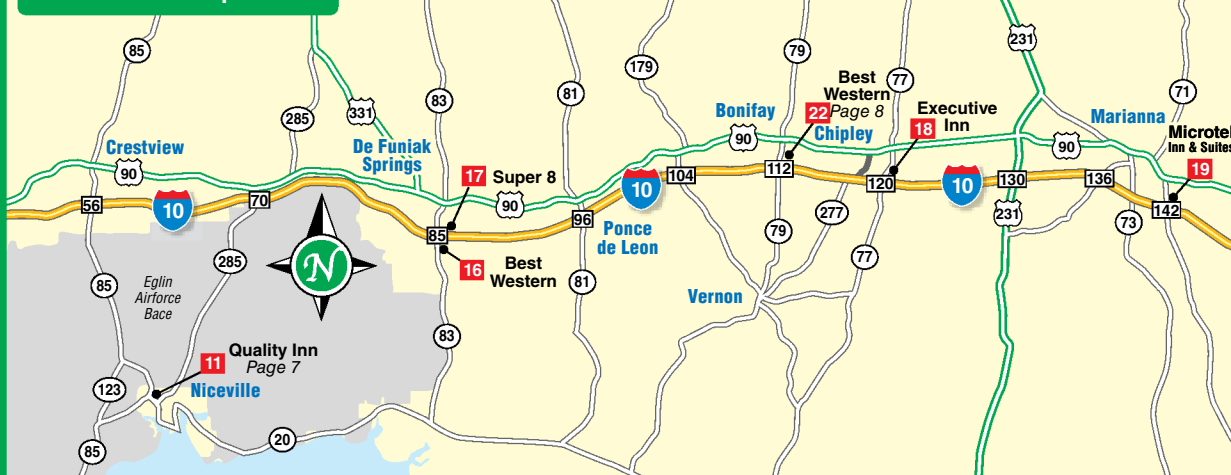 85
285
331
83
81
179
79
Best
Western
Page 8
22
77
Executive
Inn
18
231
71
Crestview
90
De Funiak
Springs
Bonifay
90
Chipley
90
Marianna
Microtel
Inn & Suites
19
17
Super 8
90
56
10
70
85
96
10
104
112
120
10
130
136
142
Ponce
de Leon
16
Best
Western
285
N
277
79
77
231
73
85
Eglin
Airforce
Bace
81
Vernon
83
11
Quality Inn
Page 7
Niceville
123
85
20